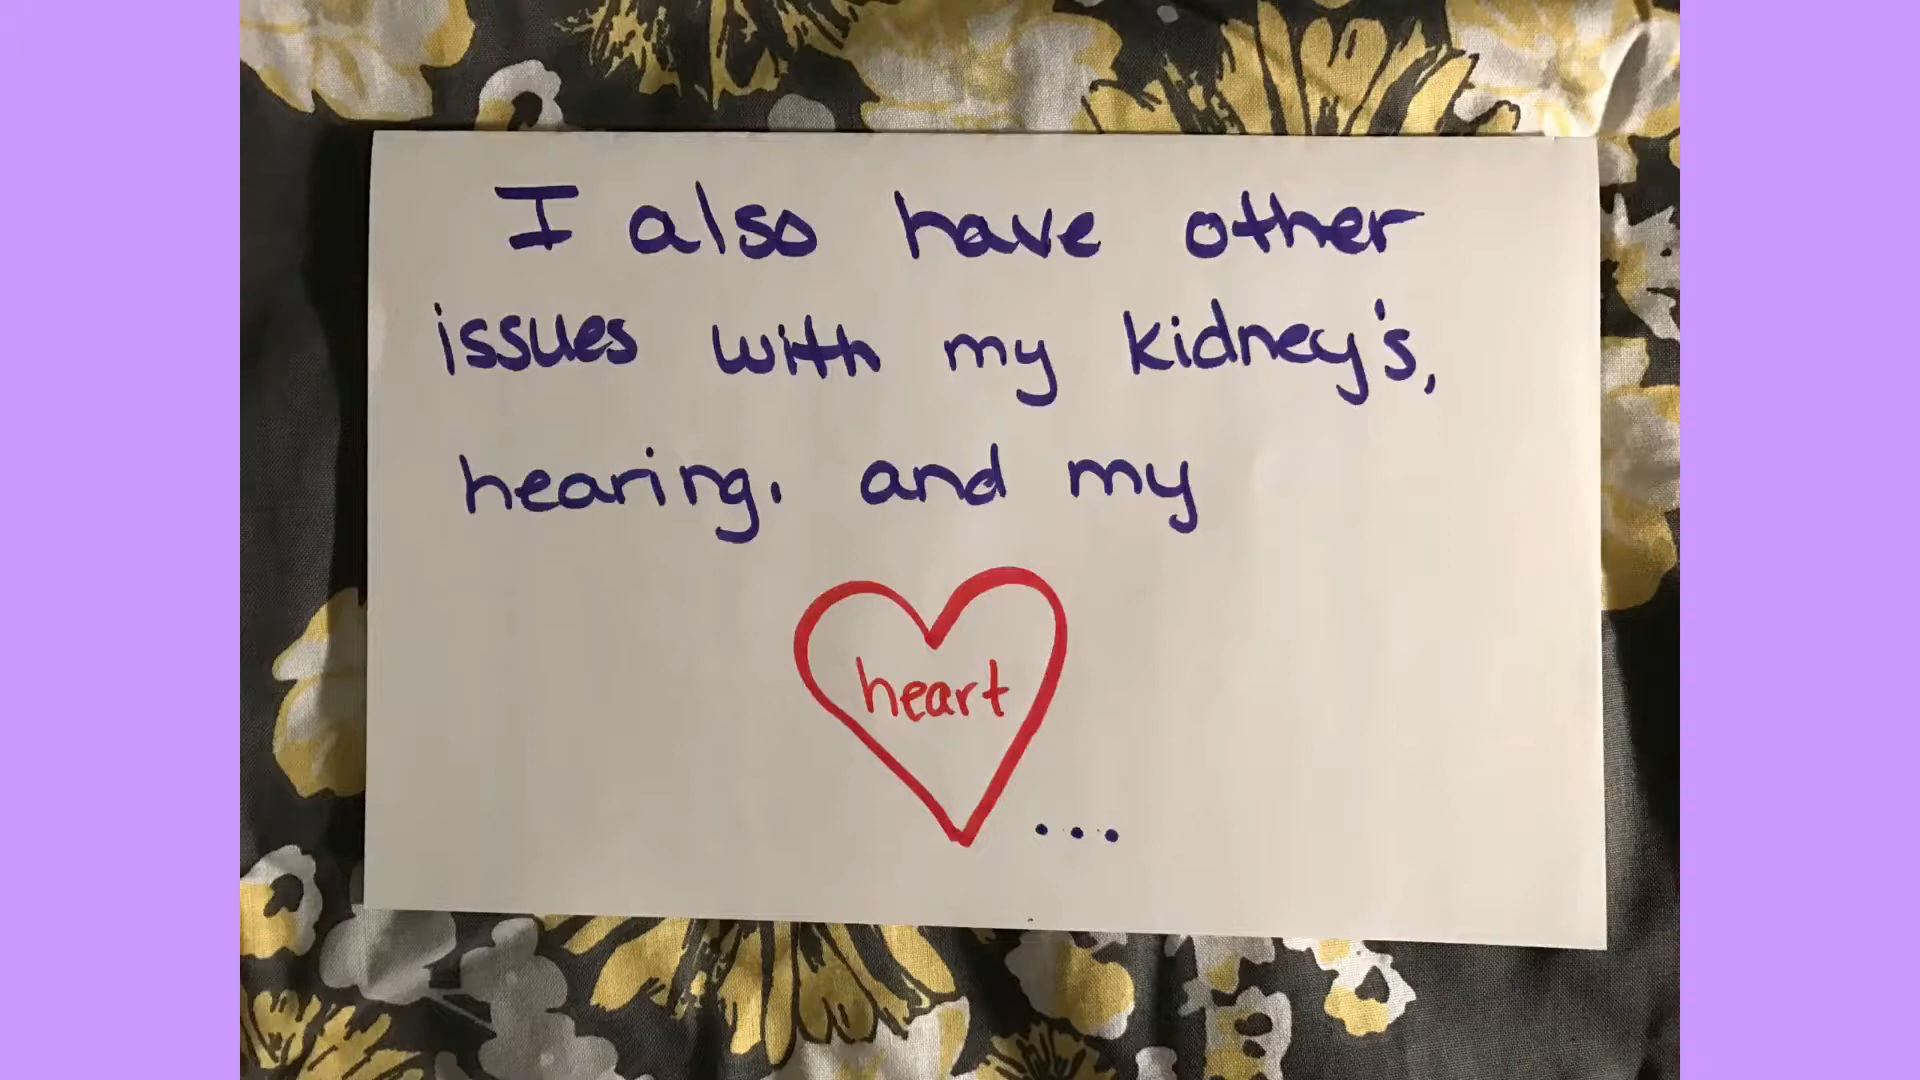 I also have other
issues with my kidney's,
hearing, and my
heart
...